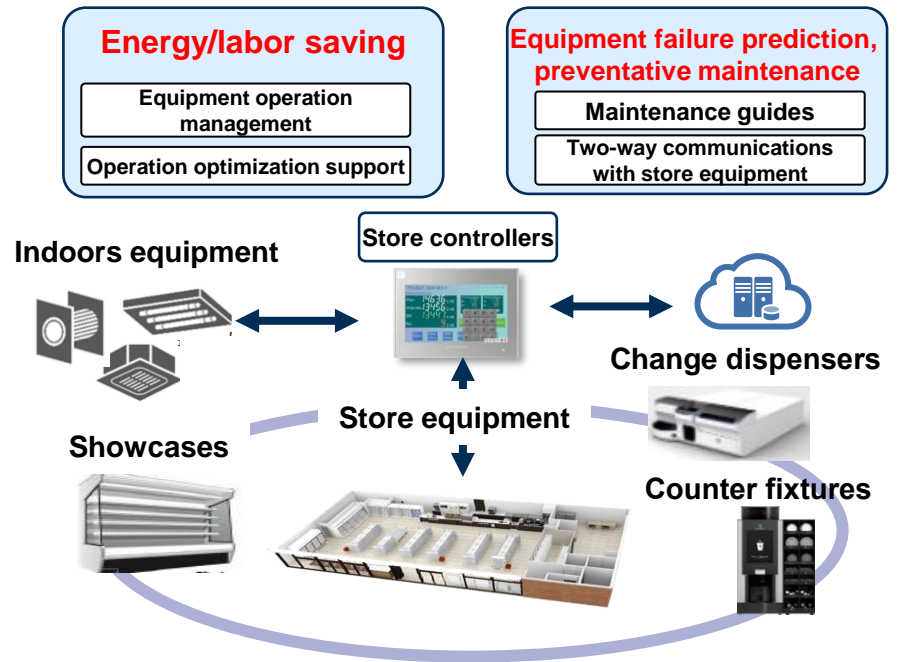 Energy/labor saving
Equipment operation
management
Operation optimization support
Equipment failure prediction,
preventative maintenance
Maintenance guides
Two-way communications
with store equipment
Store controllers
Indoors equipment
Change dispensers
Store equipment
Showcases
Counter fixtures